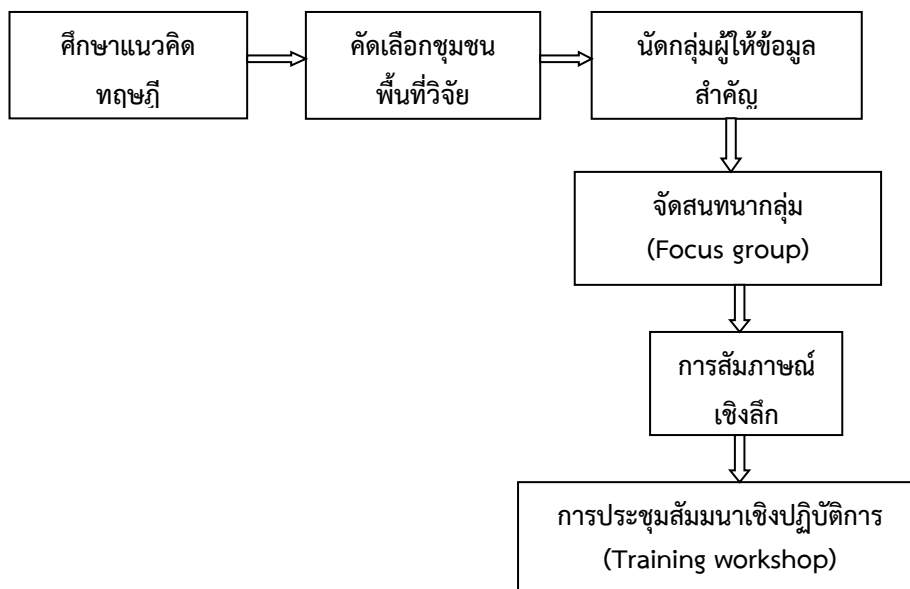 ศึกษาแนวคิด
ทฤษฎี
คัดเลือกชุมชน
พื้นที่วิจัย
นัดกลุ่มผู้ให้ข้อมูล
สำคัญ
จัดสนทนากลุ่ม
(Focus group)
การสัมภาษณ์
เชิงลึก
การประชุมสัมมนาเชิงปฏิบัติการ
(Training workshop)